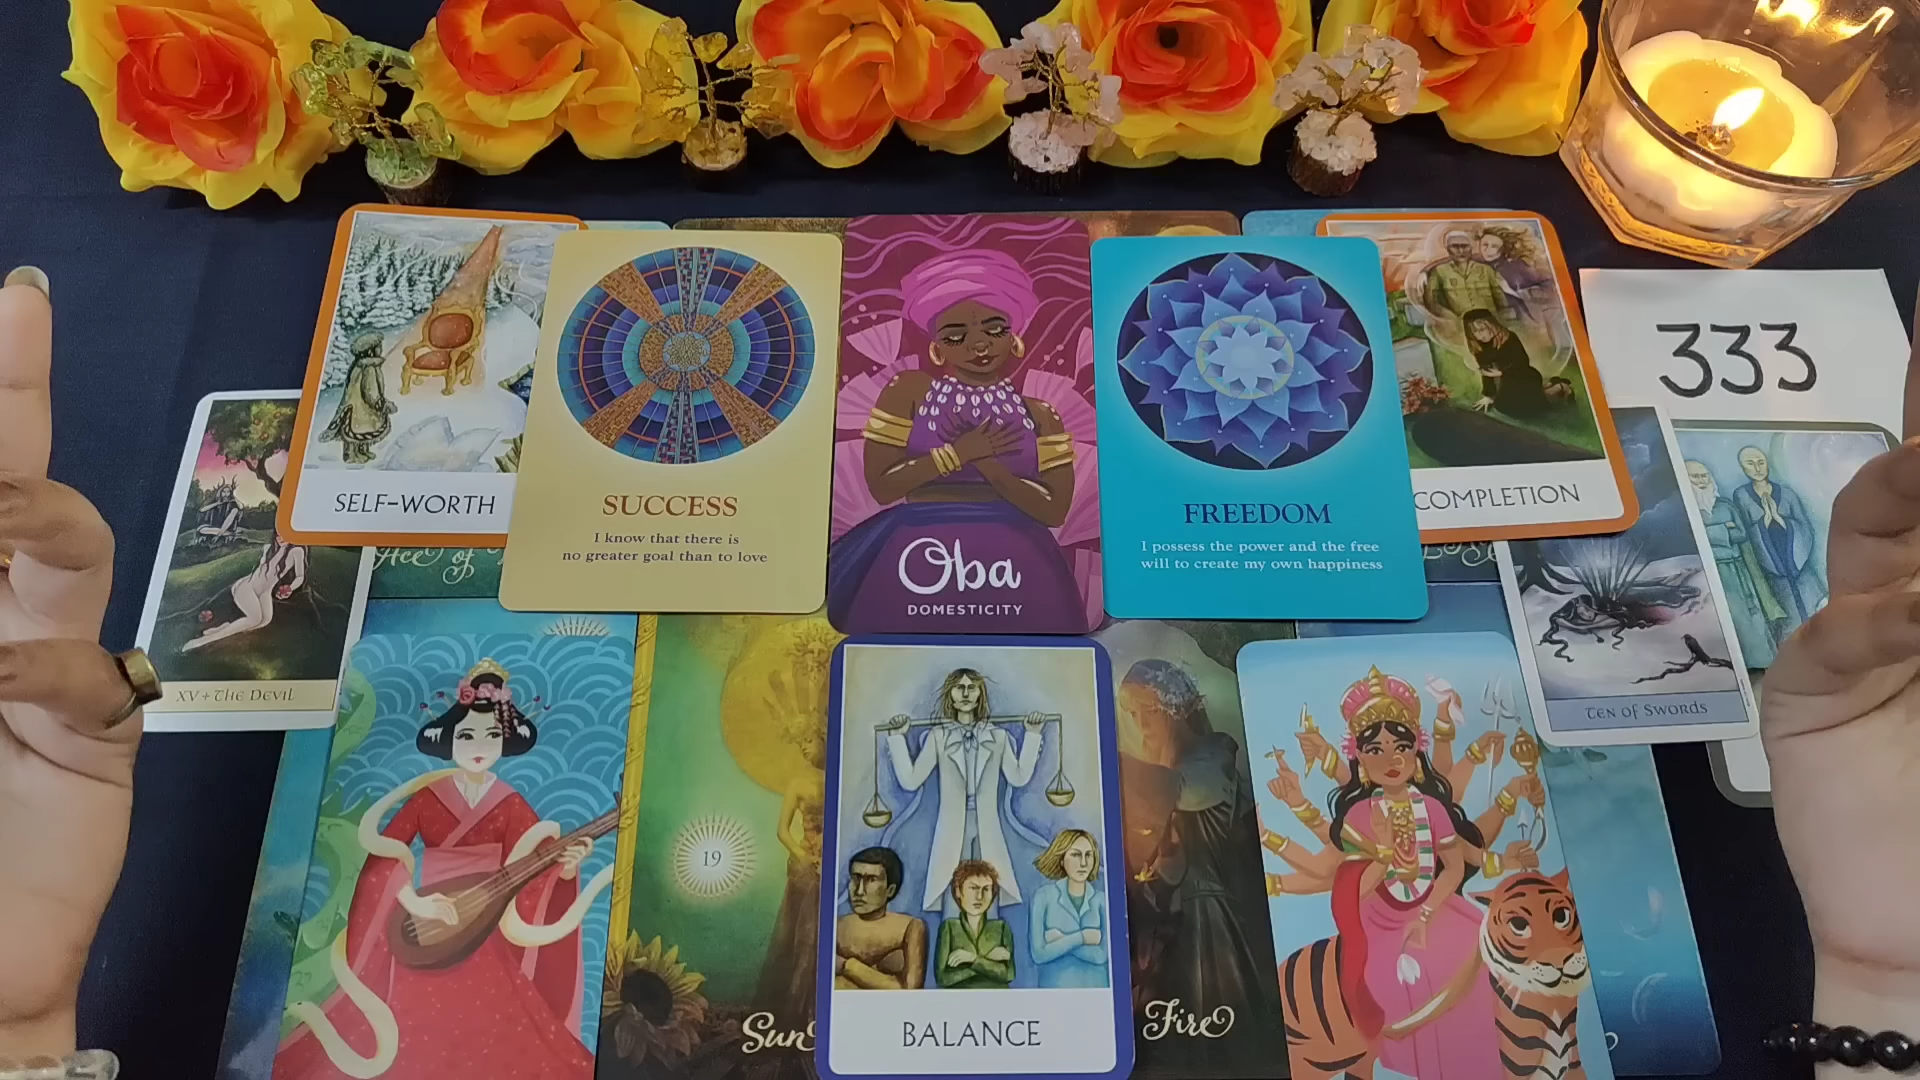 333
SELF-WORTH
SUCCESS
I know that there is
no greater goal than to love
Oba
DOMESTICITY
FREEDOM
I possess the power and the free
will to create my own happiness
COMPLETION
Ace of
XV + THE DEVIL
TEN OF SWORDS
19
Sun
BALANCE
Fire